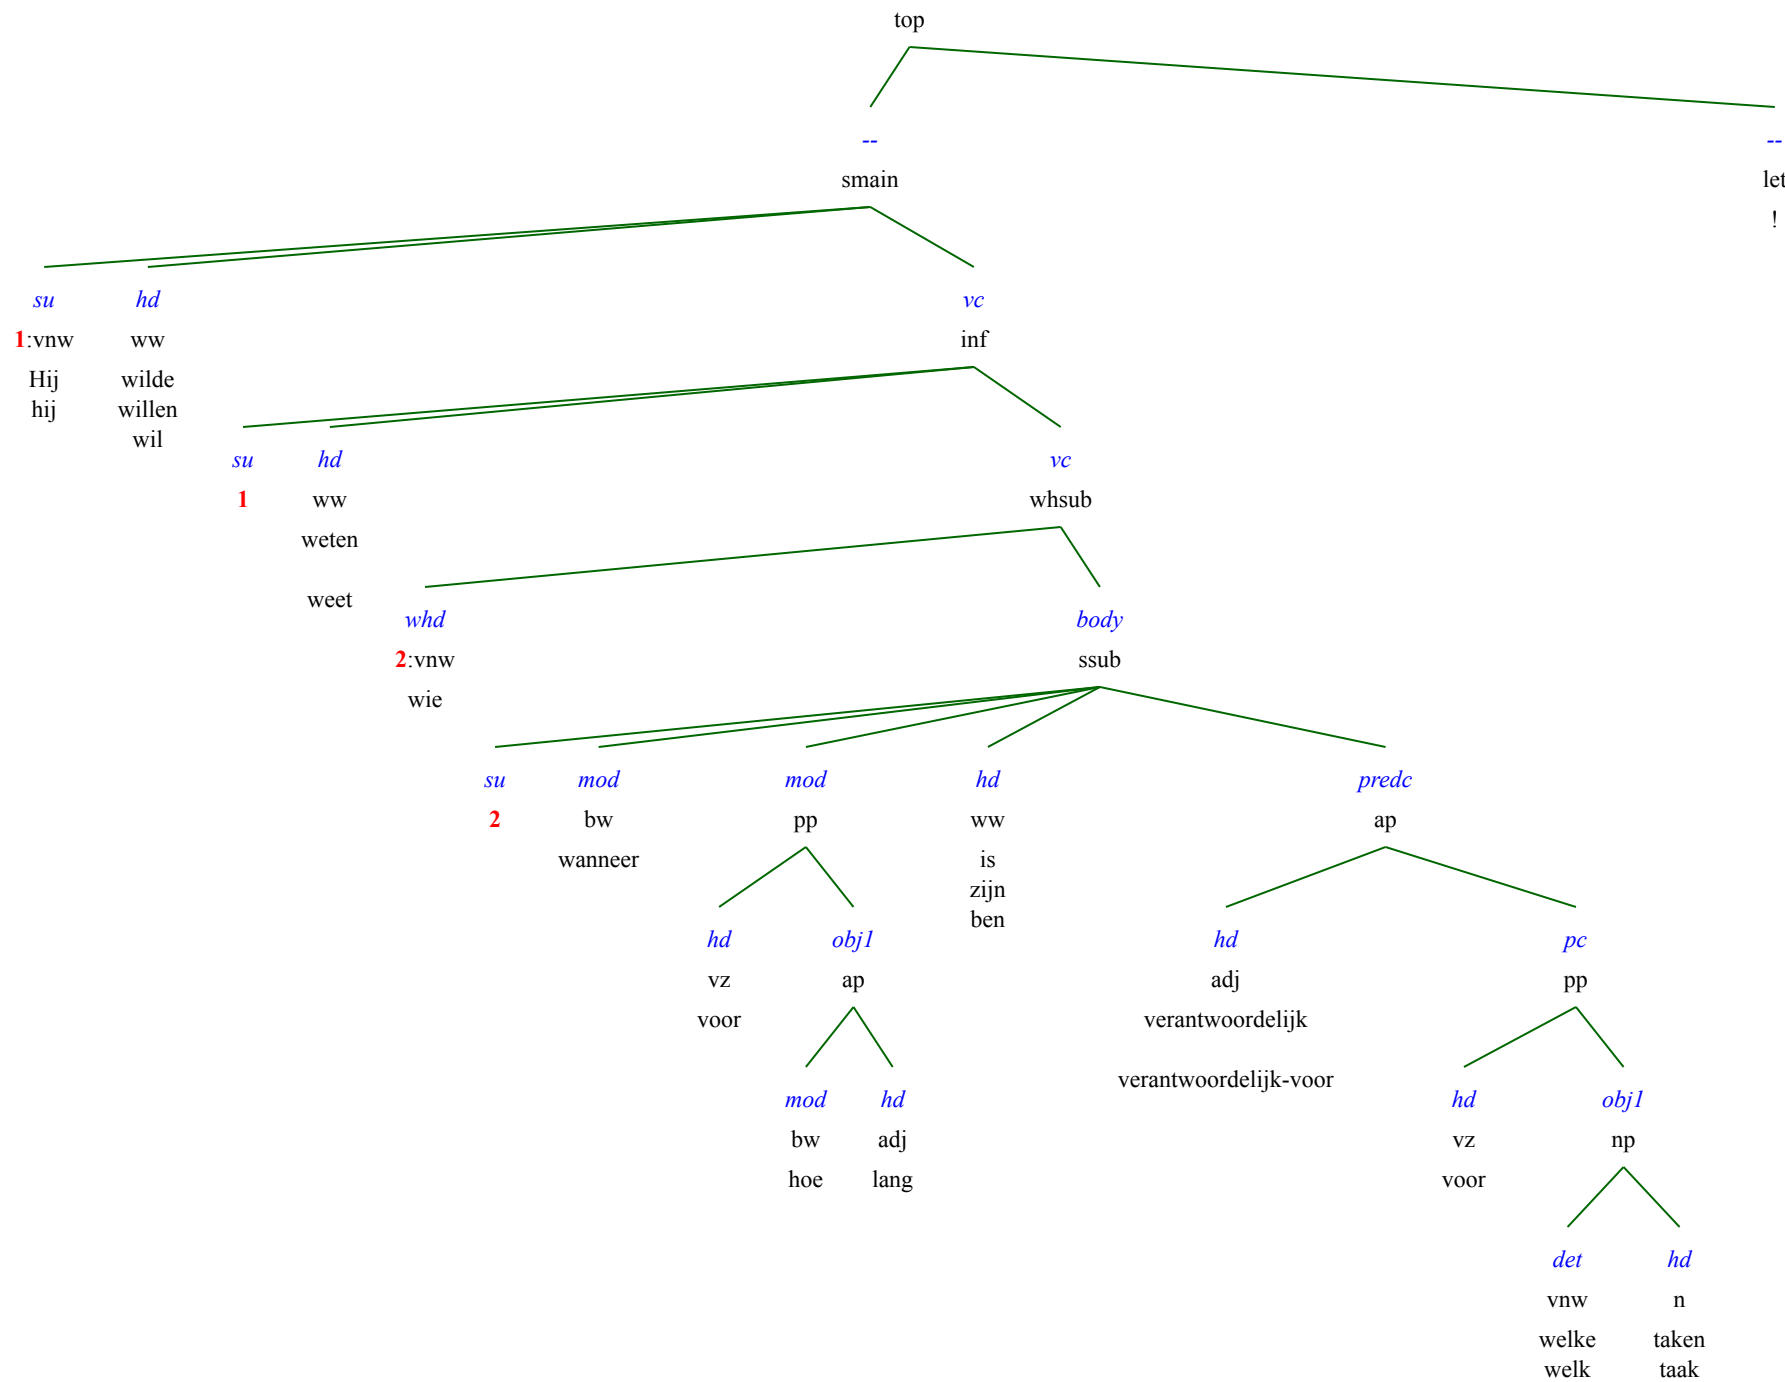 top
-- --
smain let
!
su hd vc
1:vnw ww inf
Hij wilde
hij willen
wil
su hd vc
1 ww whsub
weten
weet
whd body
2:vnw ssub
wie
su mod mod hd predc
2 bw pp ww ap
wanneer is
zijn
ben
hd obj1 hd pc
vz ap adj pp
voor verantwoordelijk
verantwoordelijk-voor
mod hd hd obj1
bw adj vz np
hoe lang voor
det hd
vnw n
welke taken
welk taak